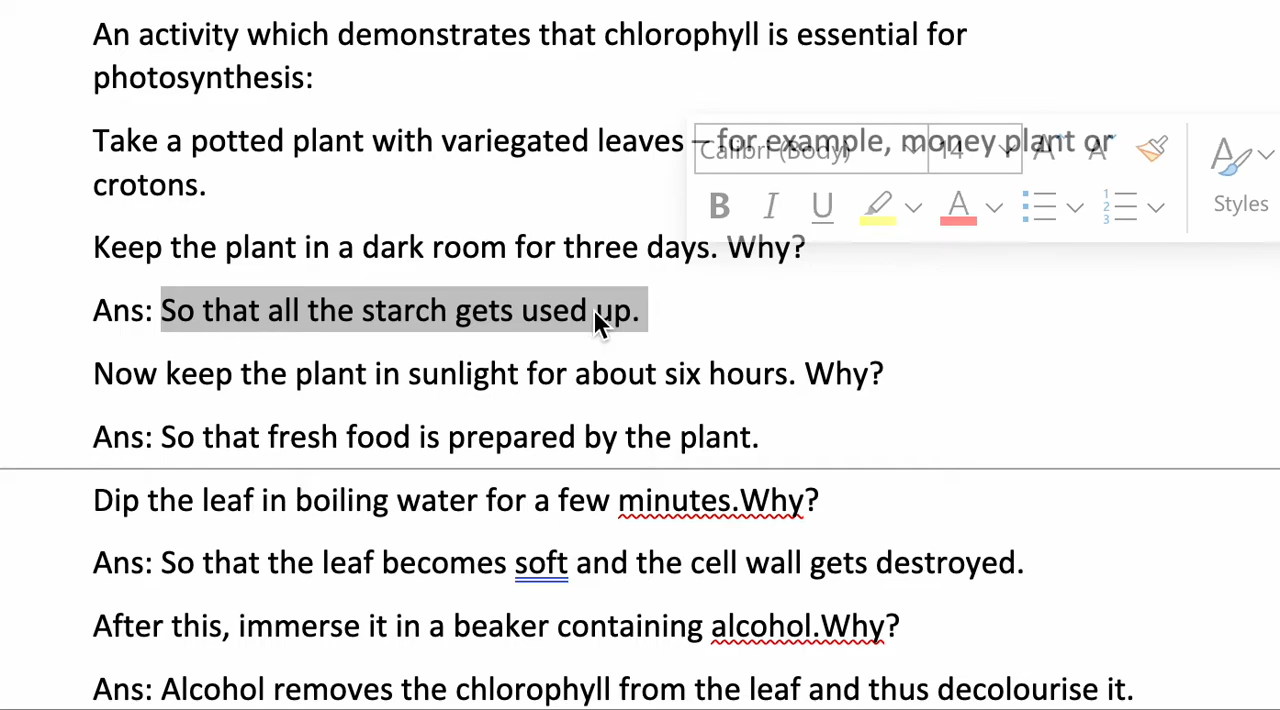 An activity which demonstrates that chlorophyll is essential for
photosynthesis:
Take a potted plant with variegated leaves – for example, money plant or
crotons.
Calibri (Body)
14
B I U
Styles
Keep the plant in a dark room for three days. Why?
Ans: So that all the starch gets used up.
Now keep the plant in sunlight for about six hours. Why?
Ans: So that fresh food is prepared by the plant.
Dip the leaf in boiling water for a few minutes.Why?
Ans: So that the leaf becomes soft and the cell wall gets destroyed.
After this, immerse it in a beaker containing alcohol.Why?
Ans: Alcohol removes the chlorophyll from the leaf and thus decolourise it.